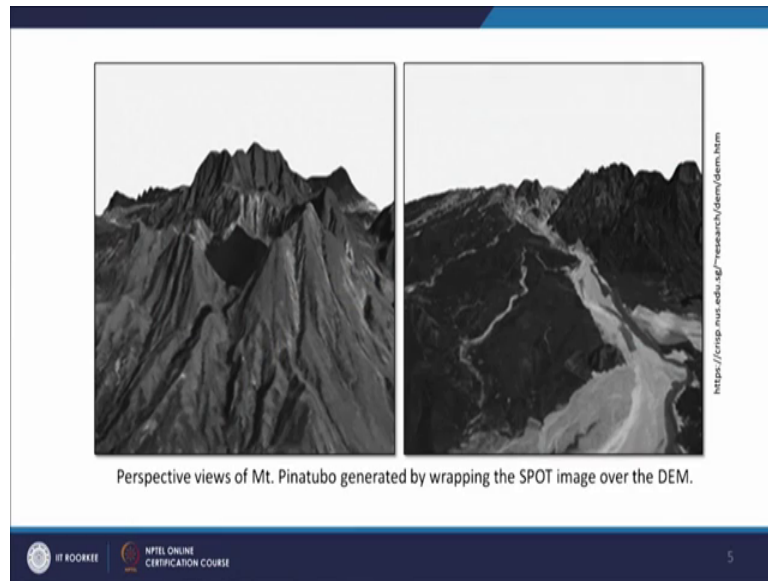 https://crisp.nus.edu.sg/~research/dem/dem.htm
Perspective views of Mt. Pinatubo generated by wrapping the SPOT image over the DEM.
IIT ROORKEE
NPTEL ONLINE
CERTIFICATION COURSE
5